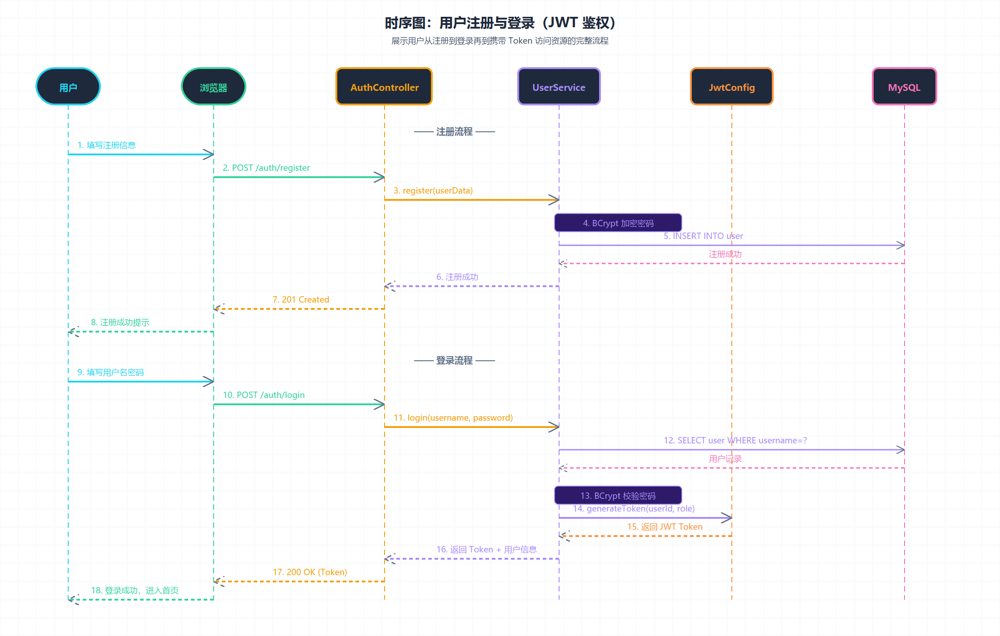 时序图：用户注册与登录（JWT 鉴权）
展示用户从注册到登录再到携带 Token 访问资源的完整流程
用户
浏览器
AuthController
UserService
JwtConfig
MySQL
—— 注册流程 ——
1. 填写注册信息
2. POST /auth/register
3. register(userData)
4. BCrypt 加密密码
5. INSERT INTO user
注册成功
6. 注册成功
7. 201 Created
8. 注册成功提示
—— 登录流程 ——
9. 填写用户名密码
10. POST /auth/login
11. login(username, password)
12. SELECT user WHERE username=?
用户记录
13. BCrypt 校验密码
14. generateToken(userId, role)
15. 返回 JWT Token
16. 返回 Token + 用户信息
17. 200 OK (Token)
18. 登录成功，进入首页